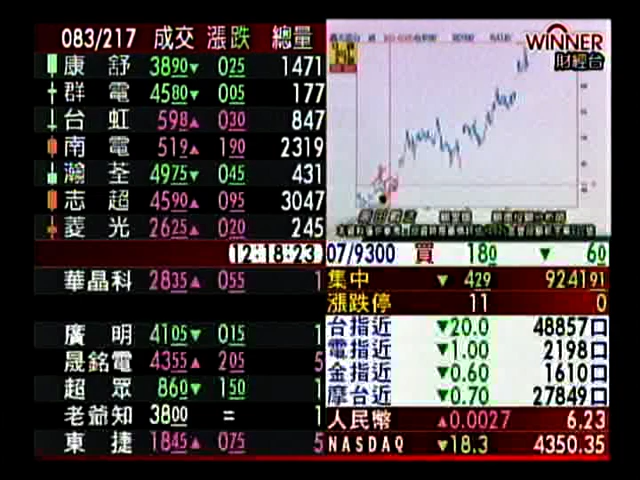 083/217 成交 漲跌 總量
康舒 3890▼ 025 1471
群電 4580▼ 005 177
台虹 598▲ 030 847
南電 519▲ 190 2319
瀚荃 4975▼ 045 431
志超 4590▲ 095 3047
菱光 2625▲ 020 245
12:18:23
華晶科 2835▲ 055 1
廣明 4105▼ 015 1
晟銘電 4355▲ 205 5
超眾 860▼ 150 1
老爺知 3800 = 1
東捷 1845▲ 075 5
WINNER
財經台
07/9300 買 180 ▼ 60
集中 ▼ 429 924191
漲跌停 11 0
台指近 ▼20.0 48857口
電指近 ▼1.00 2198口
金指近 ▼0.60 1610口
摩台近 ▼0.70 27849口
人民幣 ▲0.0027 6.23
NASDAQ ▼18.3 4350.35